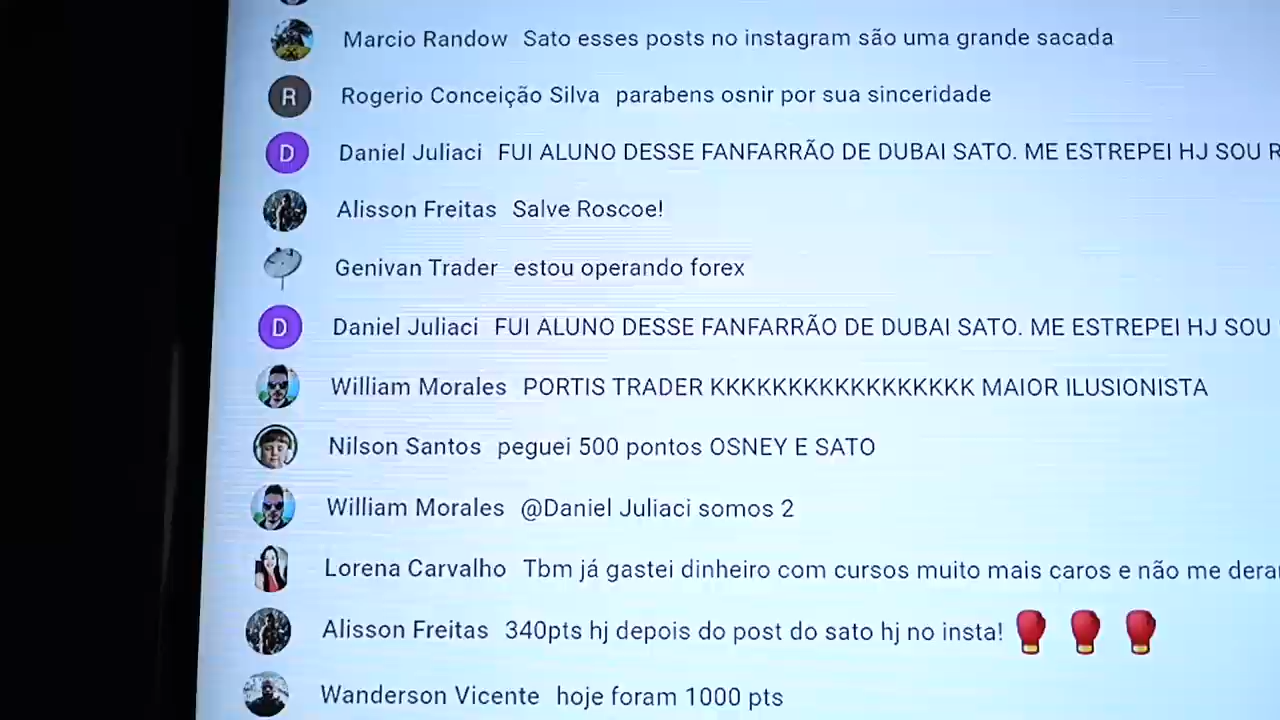 Marcio Randow Sato esses posts no instagram são uma grande sacada
R Rogerio Conceição Silva parabens osnir por sua sinceridade
D Daniel Juliaci FUI ALUNO DESSE FANFARRÃO DE DUBAI SATO. ME ESTREPEI HJ SOU
Alisson Freitas Salve Roscoe!
Genivan Trader estou operando forex
D Daniel Juliaci FUI ALUNO DESSE FANFARRÃO DE DUBAI SATO. ME ESTREPEI HJ SOU
William Morales PORTIS TRADER KKKKKKKKKKKKKKKKK MAIOR ILUSIONISTA
Nilson Santos peguei 500 pontos OSNEY E SATO
William Morales @Daniel Juliaci somos 2
Lorena Carvalho Tbm já gastei dinheiro com cursos muito mais caros e não me
Alisson Freitas 340pts hj depois do post do sato hj no insta!
Wanderson Vicente hoje foram 1000 pts